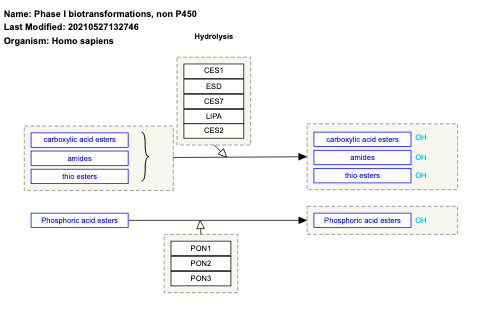 Name: Phase I biotransformations, non P450
Last Modified: 20210527132746
Organism: Homo sapiens
Hydrolysis
CES1
ESD
CES7
LIPA
CES2
carboxylic acid esters
amides
thio esters
carboxylic acid esters OH
amides OH
thio esters OH
Phosphoric acid esters
Phosphoric acid esters OH
PON1
PON2
PON3